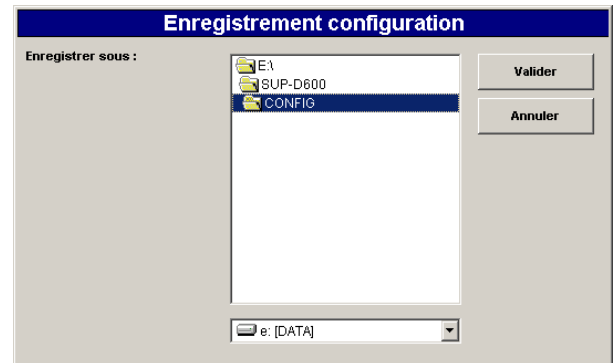 Enregistrement configuration
Enregistrer sous :
E:\
SUP-D600
CONFIG
Valider
Annuler
e: [DATA]